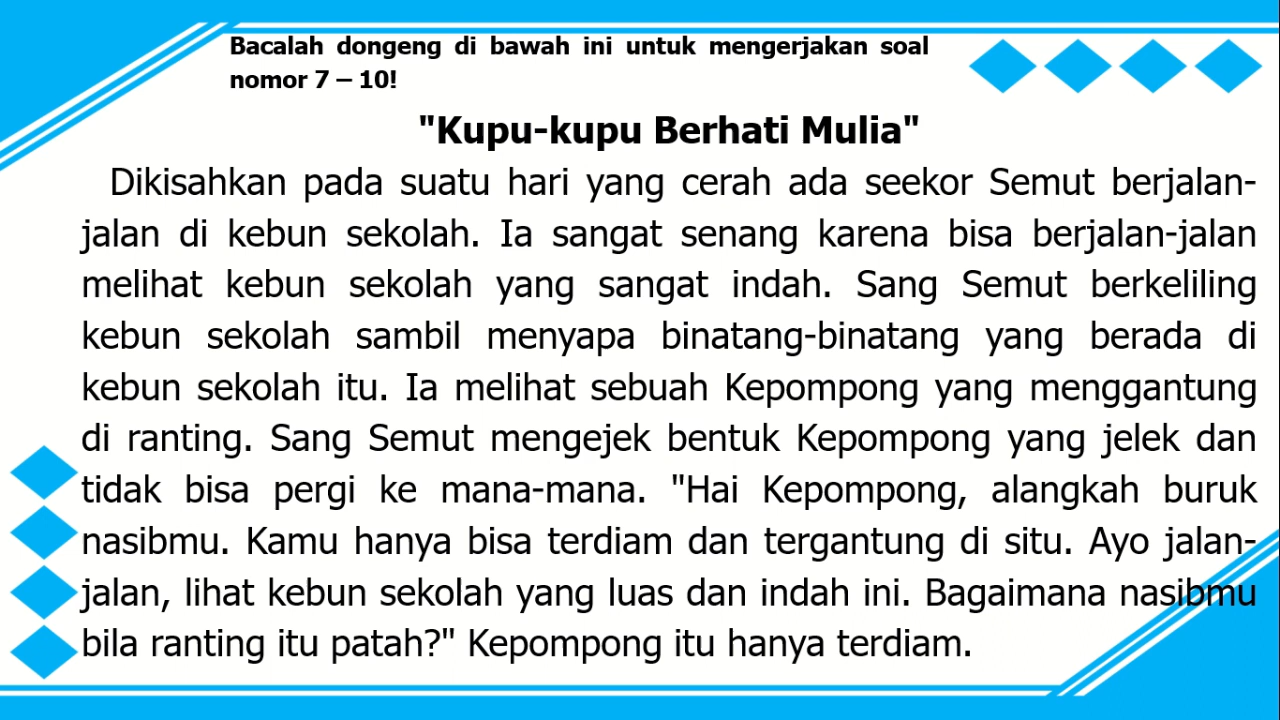 Bacalah dongeng di bawah ini untuk mengerjakan soal
nomor 7 – 10!
"Kupu-kupu Berhati Mulia"
Dikisahkan pada suatu hari yang cerah ada seekor Semut berjalan-
jalan di kebun sekolah. Ia sangat senang karena bisa berjalan-jalan
melihat kebun sekolah yang sangat indah. Sang Semut berkeliling
kebun sekolah sambil menyapa binatang-binatang yang berada di
kebun sekolah itu. Ia melihat sebuah Kepompong yang menggantung
di ranting. Sang Semut mengejek bentuk Kepompong yang jelek dan
tidak bisa pergi ke mana-mana. "Hai Kepompong, alangkah buruk
nasibmu. Kamu hanya bisa terdiam dan tergantung di situ. Ayo jalan-
jalan, lihat kebun sekolah yang luas dan indah ini. Bagaimana nasibmu
bila ranting itu patah?" Kepompong itu hanya terdiam.